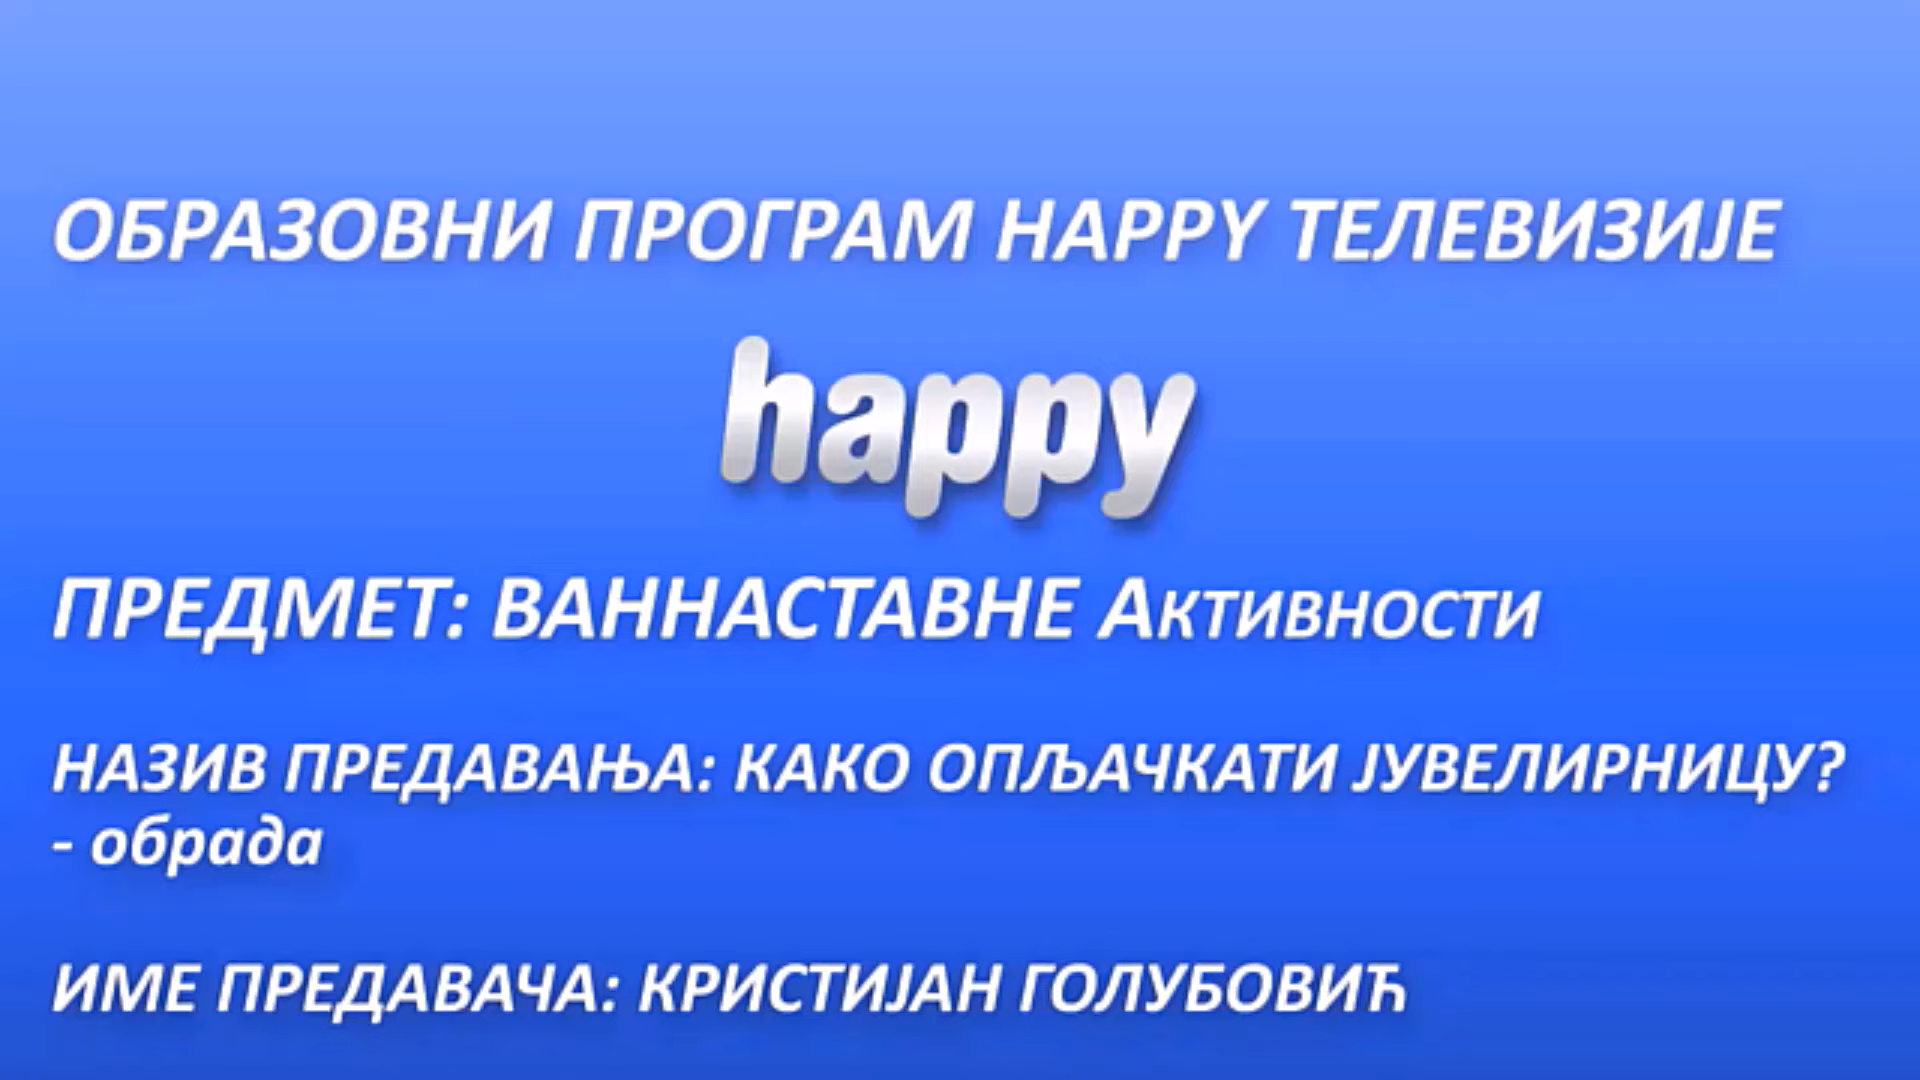 ОБРАЗОВНИ ПРОГРАМ HAPPY ТЕЛЕВИЗИЈЕ
happy
ПРЕДМЕТ: ВАННАСТАВНЕ АКТИВНОСТИ
НАЗИВ ПРЕДАВАЊА: КАКО ОПЉАЧКАТИ ЈУВЕЛИРНИЦУ?
- обрада
ИМЕ ПРЕДАВАЧА: КРИСТИЈАН ГОЛУБОВИЋ